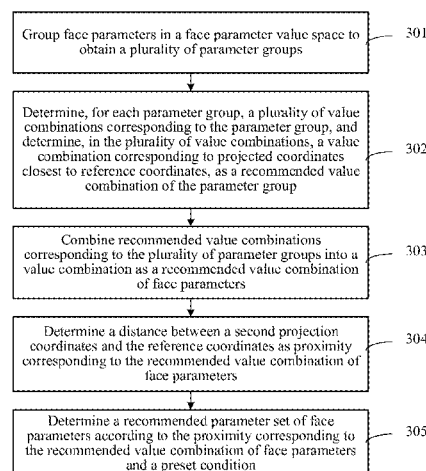 Group face parameters in a face parameter value space to
obtain a plurality of parameter groups
301
Determine, for each parameter group, a plurality of value
combinations corresponding to the parameter group, and
determine, in the plurality of value combinations, a value
combination corresponding to projected coordinates
closest to reference coordinates, as a recommended value
combination of the parameter group
302
Combine recommended value combinations
corresponding to the plurality of parameter groups into a
value combination as a recommended value combination
of face parameters
303
Determine a distance between a second projection
coordinates and the reference coordinates as proximity
corresponding to the recommended value combination of
face parameters
304
Determine a recommended parameter set of face
parameters according to the proximity corresponding to
the recommended value combination of face parameters
and a preset condition
305